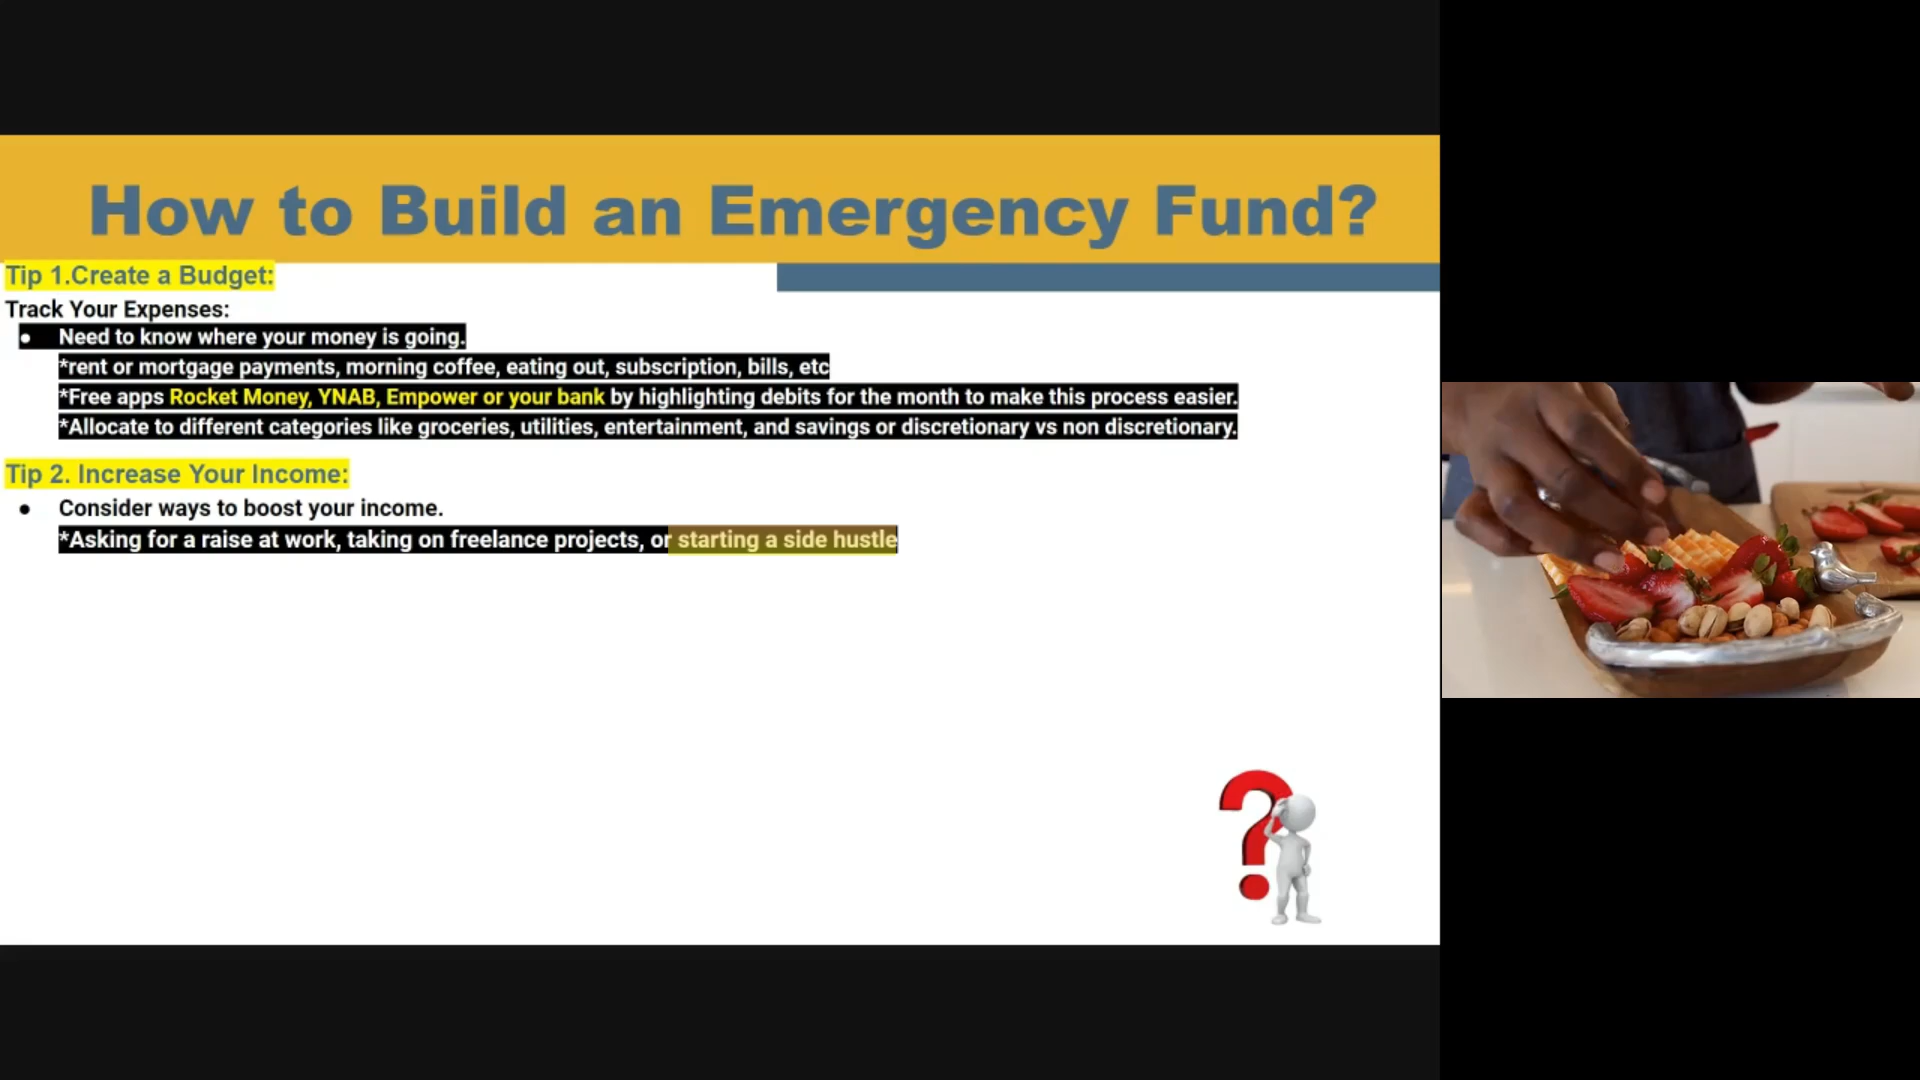 How to Build an Emergency Fund?
Tip 1.Create a Budget:
Track Your Expenses:
● Need to know where your money is going.
*rent or mortgage payments, morning coffee, eating out, subscription, bills, etc
*Free apps Rocket Money, YNAB, Empower or your bank by highlighting debits for the month to make this process easier.
*Allocate to different categories like groceries, utilities, entertainment, and savings or discretionary vs non discretionary.
Tip 2. Increase Your Income:
● Consider ways to boost your income.
*Asking for a raise at work, taking on freelance projects, or starting a side hustle